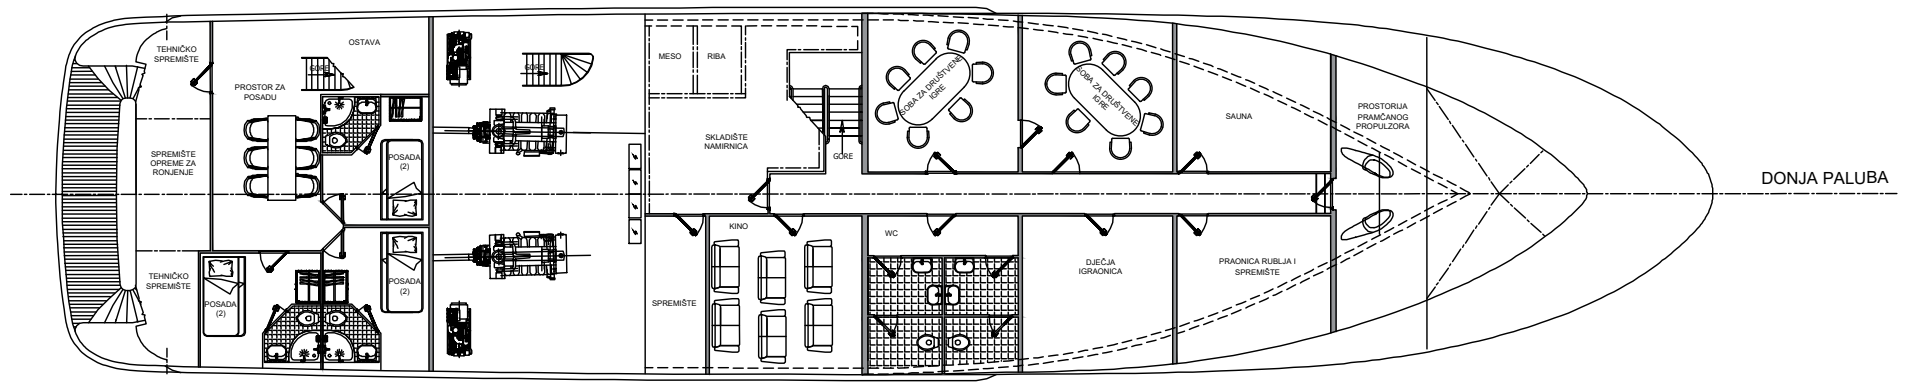 TEHNIČKO
SPREMIŠTE
OSTAVA
GORE
PROSTOR ZA
POSADU
SPREMIŠTE
OPREME ZA
RONJENJE
POSADA
(2)
TEHNIČKO
SPREMIŠTE
POSADA
(2)
POSADA
(2)
GORE
MESO
RIBA
SKLADIŠTE
NAMIRNICA
GORE
SOBA ZA DRUŠTVENE
IGRE
SOBA ZA DRUŠTVENE
IGRE
SAUNA
PROSTORIJA
PRAMČANOG
PROPULZORA
DONJA PALUBA
SPREMIŠTE
KINO
WC
DJEČJA
IGRAONICA
PRAONICA RUBLJA I
SPREMIŠTE